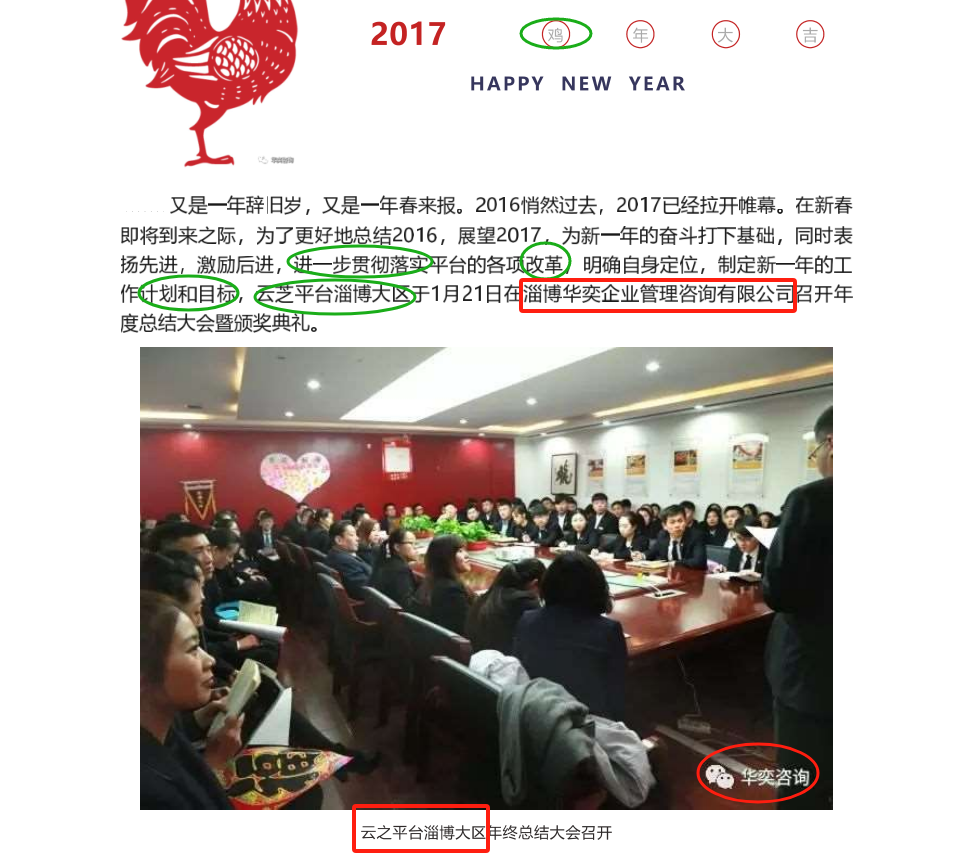 2017 鸡 年 大 吉
HAPPY NEW YEAR
又是一年辞旧岁，又是一年春来报。2016悄然过去，2017已经拉开帷幕。在新春
即将到来之际，为了更好地总结2016，展望2017，为新一年的奋斗打下基础，同时表
扬先进，激励后进，进一步贯彻落实平台的各项改革，明确自身定位，制定新一年的工
作计划和目标，云芝平台淄博大区于1月21日在淄博华奕企业管理咨询有限公司召开年
度总结大会暨颁奖典礼。
华奕咨询
云之平台淄博大区年终总结大会召开